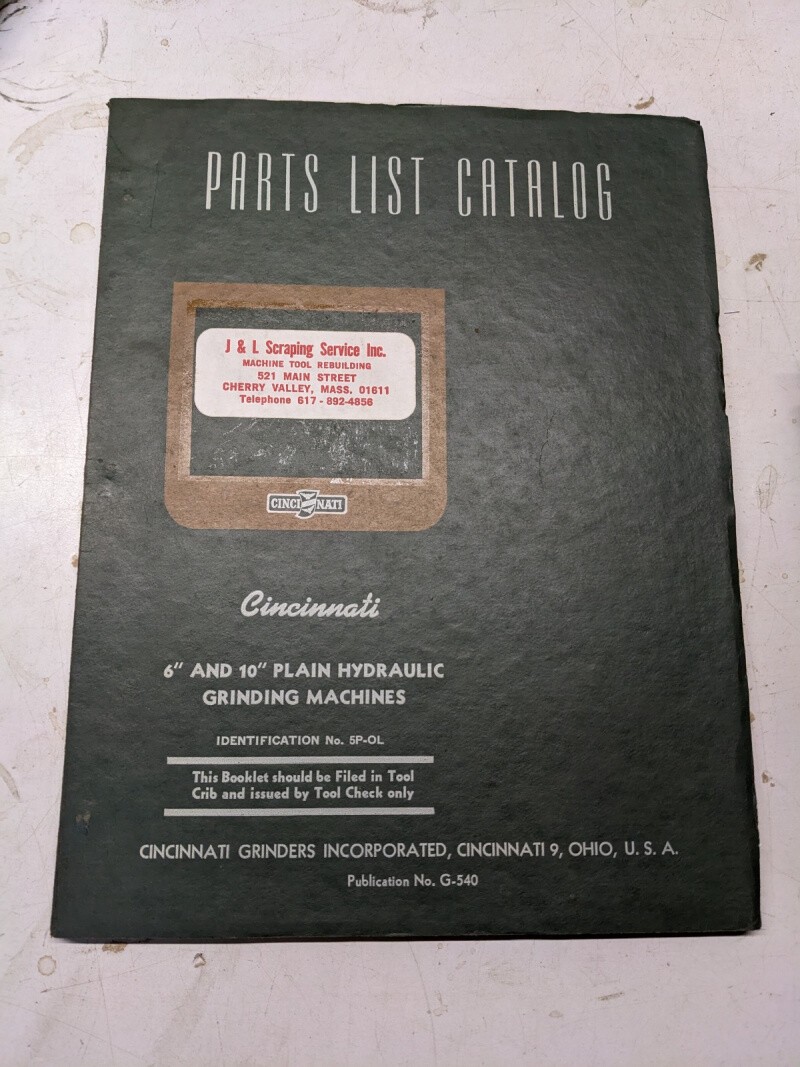 PARTS LIST CATALOG
J & L Scraping Service Inc.
MACHINE TOOL REBUILDING
521 MAIN STREET
CHERRY VALLEY, MASS. 01611
Telephone 617 - 892-4856
CINCINNATI
Cincinnati
6" AND 10" PLAIN HYDRAULIC
GRINDING MACHINES
IDENTIFICATION No. 5P-OL
This Booklet should be Filed in Tool
Crib and issued by Tool Check only
CINCINNATI GRINDERS INCORPORATED, CINCINNATI 9, OHIO, U. S. A.
Publication No. G-540